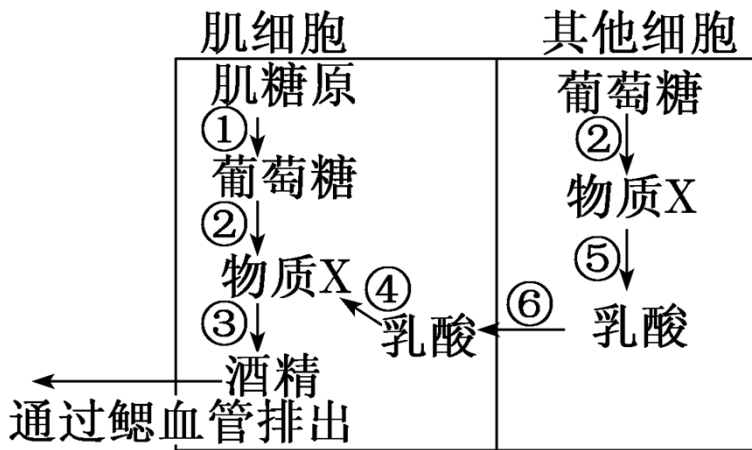 肌细胞
其他细胞
肌糖原
①
葡萄糖
②
物质X
③
酒精
通过鳃血管排出
④
乳酸
⑥
葡萄糖
②
物质X
⑤
乳酸